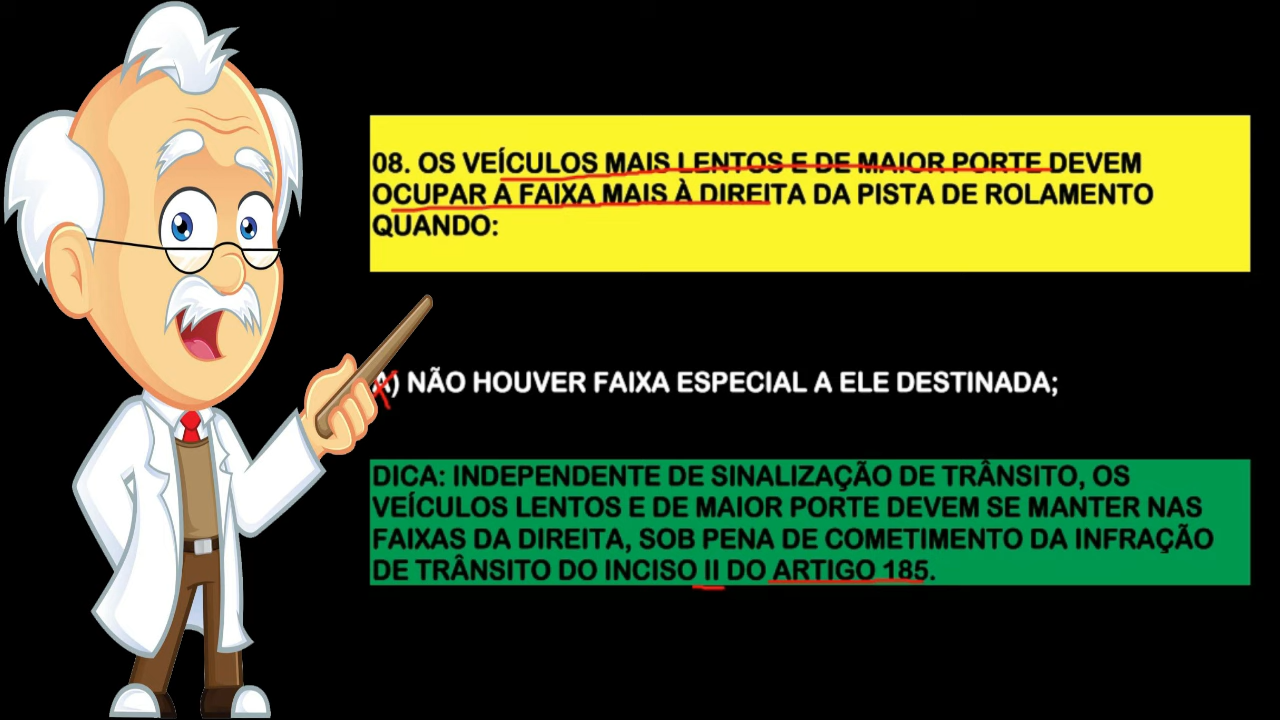 08. OS VEÍCULOS MAIS LENTOS E DE MAIOR PORTE DEVEM
OCUPAR A FAIXA MAIS À DIREITA DA PISTA DE ROLAMENTO
QUANDO:
A) NÃO HOUVER FAIXA ESPECIAL A ELE DESTINADA;
DICA: INDEPENDENTE DE SINALIZAÇÃO DE TRÂNSITO, OS
VEÍCULOS LENTOS E DE MAIOR PORTE DEVEM SE MANTER NAS
FAIXAS DA DIREITA, SOB PENA DE COMETIMENTO DA INFRAÇÃO
DE TRÂNSITO DO INCISO II DO ARTIGO 185.